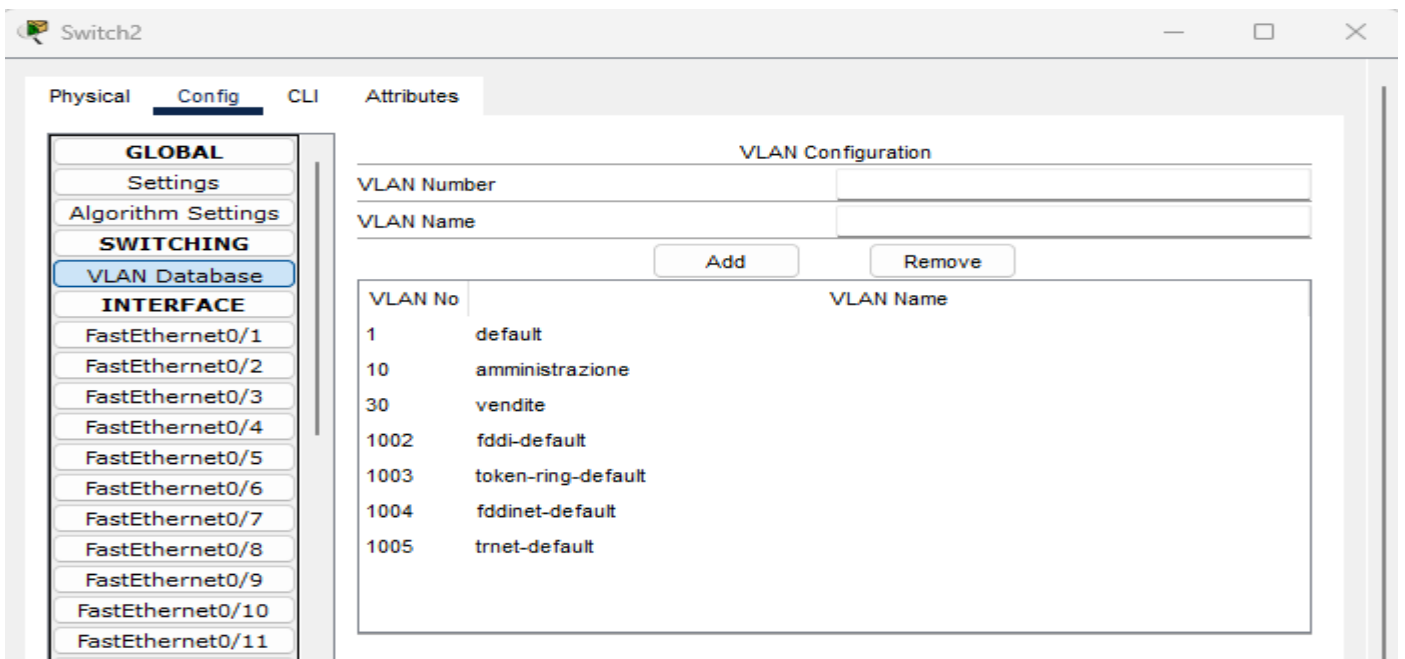 Switch2
Physical Config CLI Attributes
GLOBAL
Settings
Algorithm Settings
SWITCHING
VLAN Database
INTERFACE
FastEthernet0/1
FastEthernet0/2
FastEthernet0/3
FastEthernet0/4
FastEthernet0/5
FastEthernet0/6
FastEthernet0/7
FastEthernet0/8
FastEthernet0/9
FastEthernet0/10
FastEthernet0/11
VLAN Configuration
VLAN Number
VLAN Name
Add Remove
VLAN No VLAN Name
1 default
10 amministrazione
30 vendite
1002 fddi-default
1003 token-ring-default
1004 fddinet-default
1005 trnet-default